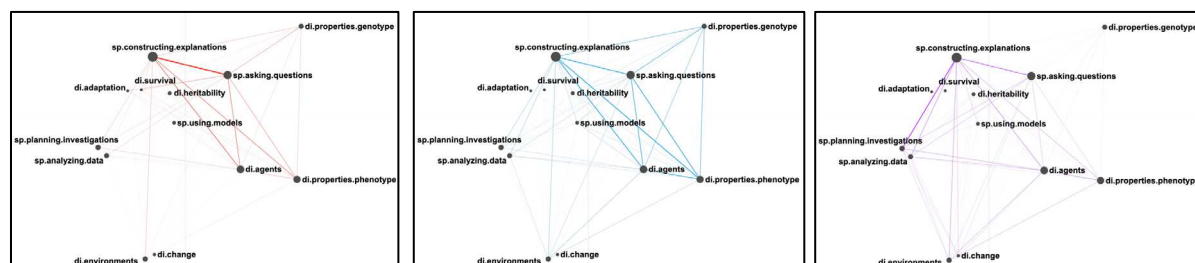 di.properties.genotype
sp.constructing.explanations
sp.asking.questions
di.survival
di.adaptation
di.heritability
sp.using.models
sp.planning.investigations
sp.analyzing.data
di.agents
di.properties.phenotype
di.change
di.environments
di.properties.genotype
sp.constructing.explanations
sp.asking.questions
di.survival
di.adaptation
di.heritability
sp.using.models
sp.planning.investigations
sp.analyzing.data
di.agents
di.properties.phenotype
di.change
di.environments
di.properties.genotype
sp.constructing.explanations
sp.asking.questions
di.survival
di.adaptation
di.heritability
sp.using.models
sp.planning.investigations
sp.analyzing.data
di.agents
di.properties.phenotype
di.change
di.environments